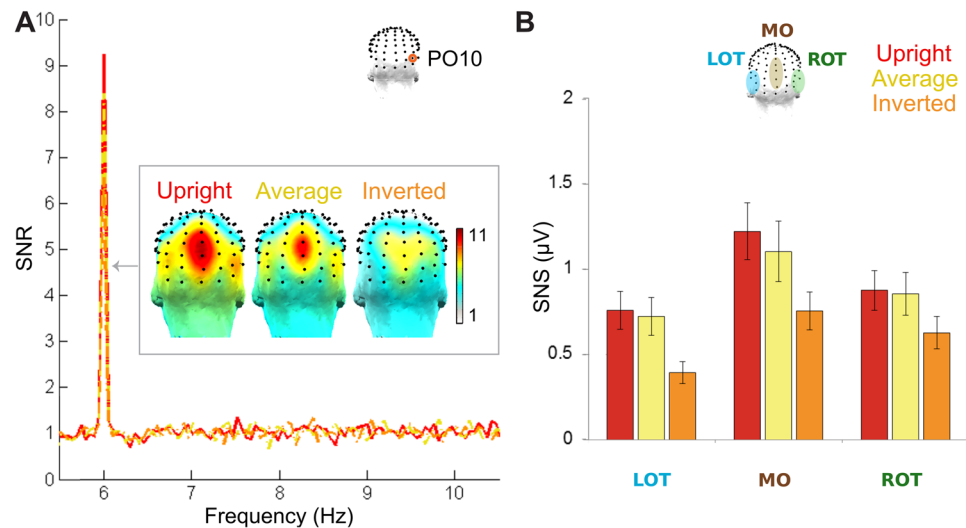 A
PO10
10
9
8
7
6
5
4
3
2
1
0
SNR
Upright Average Inverted
11
1
6 7 8 9 10
Frequency (Hz)
B
MO
LOT ROT
Upright
Average
Inverted
2
1.5
1
0.5
0
SNS (μV)
LOT MO ROT